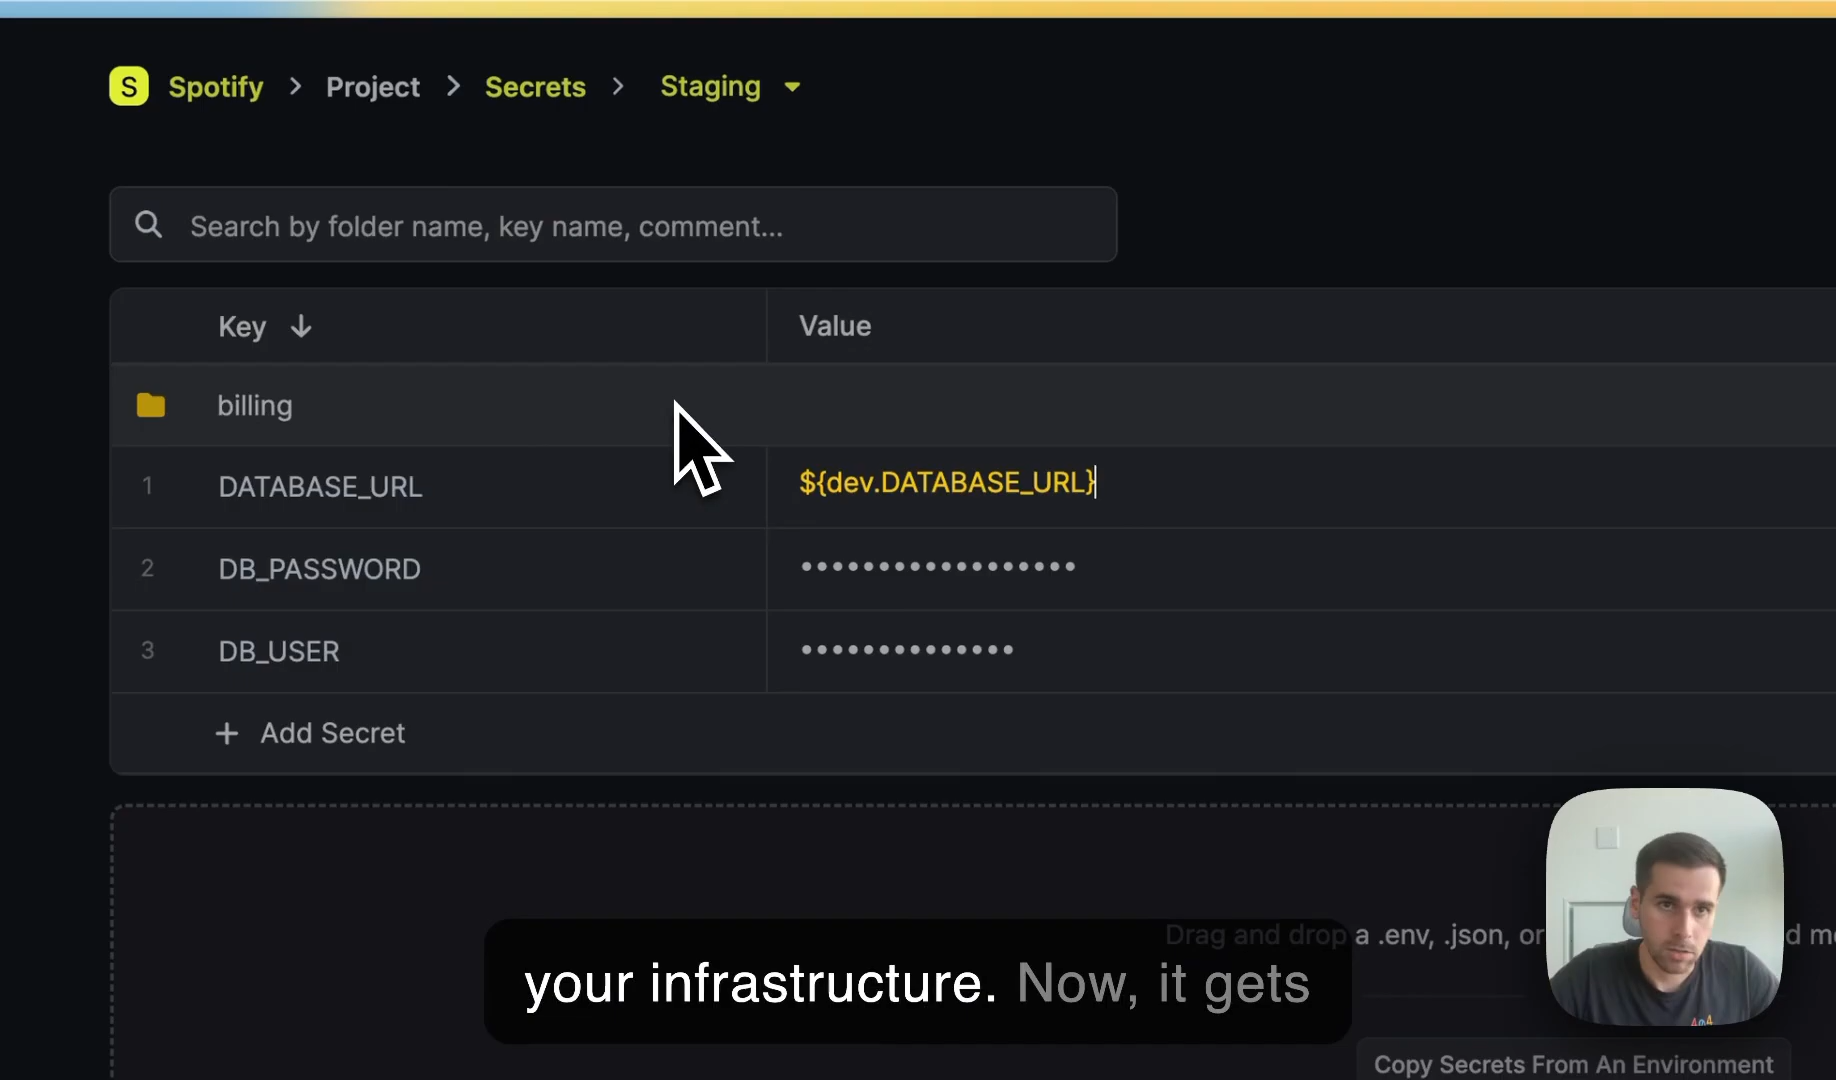 S Spotify > Project > Secrets > Staging
Search by folder name, key name, comment...
Key Value
billing
1 DATABASE_URL ${dev.DATABASE_URL}
2 DB_PASSWORD ••••••••••••••••••
3 DB_USER ••••••••••••••
+ Add Secret
Drag and drop a .env, .json, or
your infrastructure. Now, it gets
Copy Secrets From An Environment